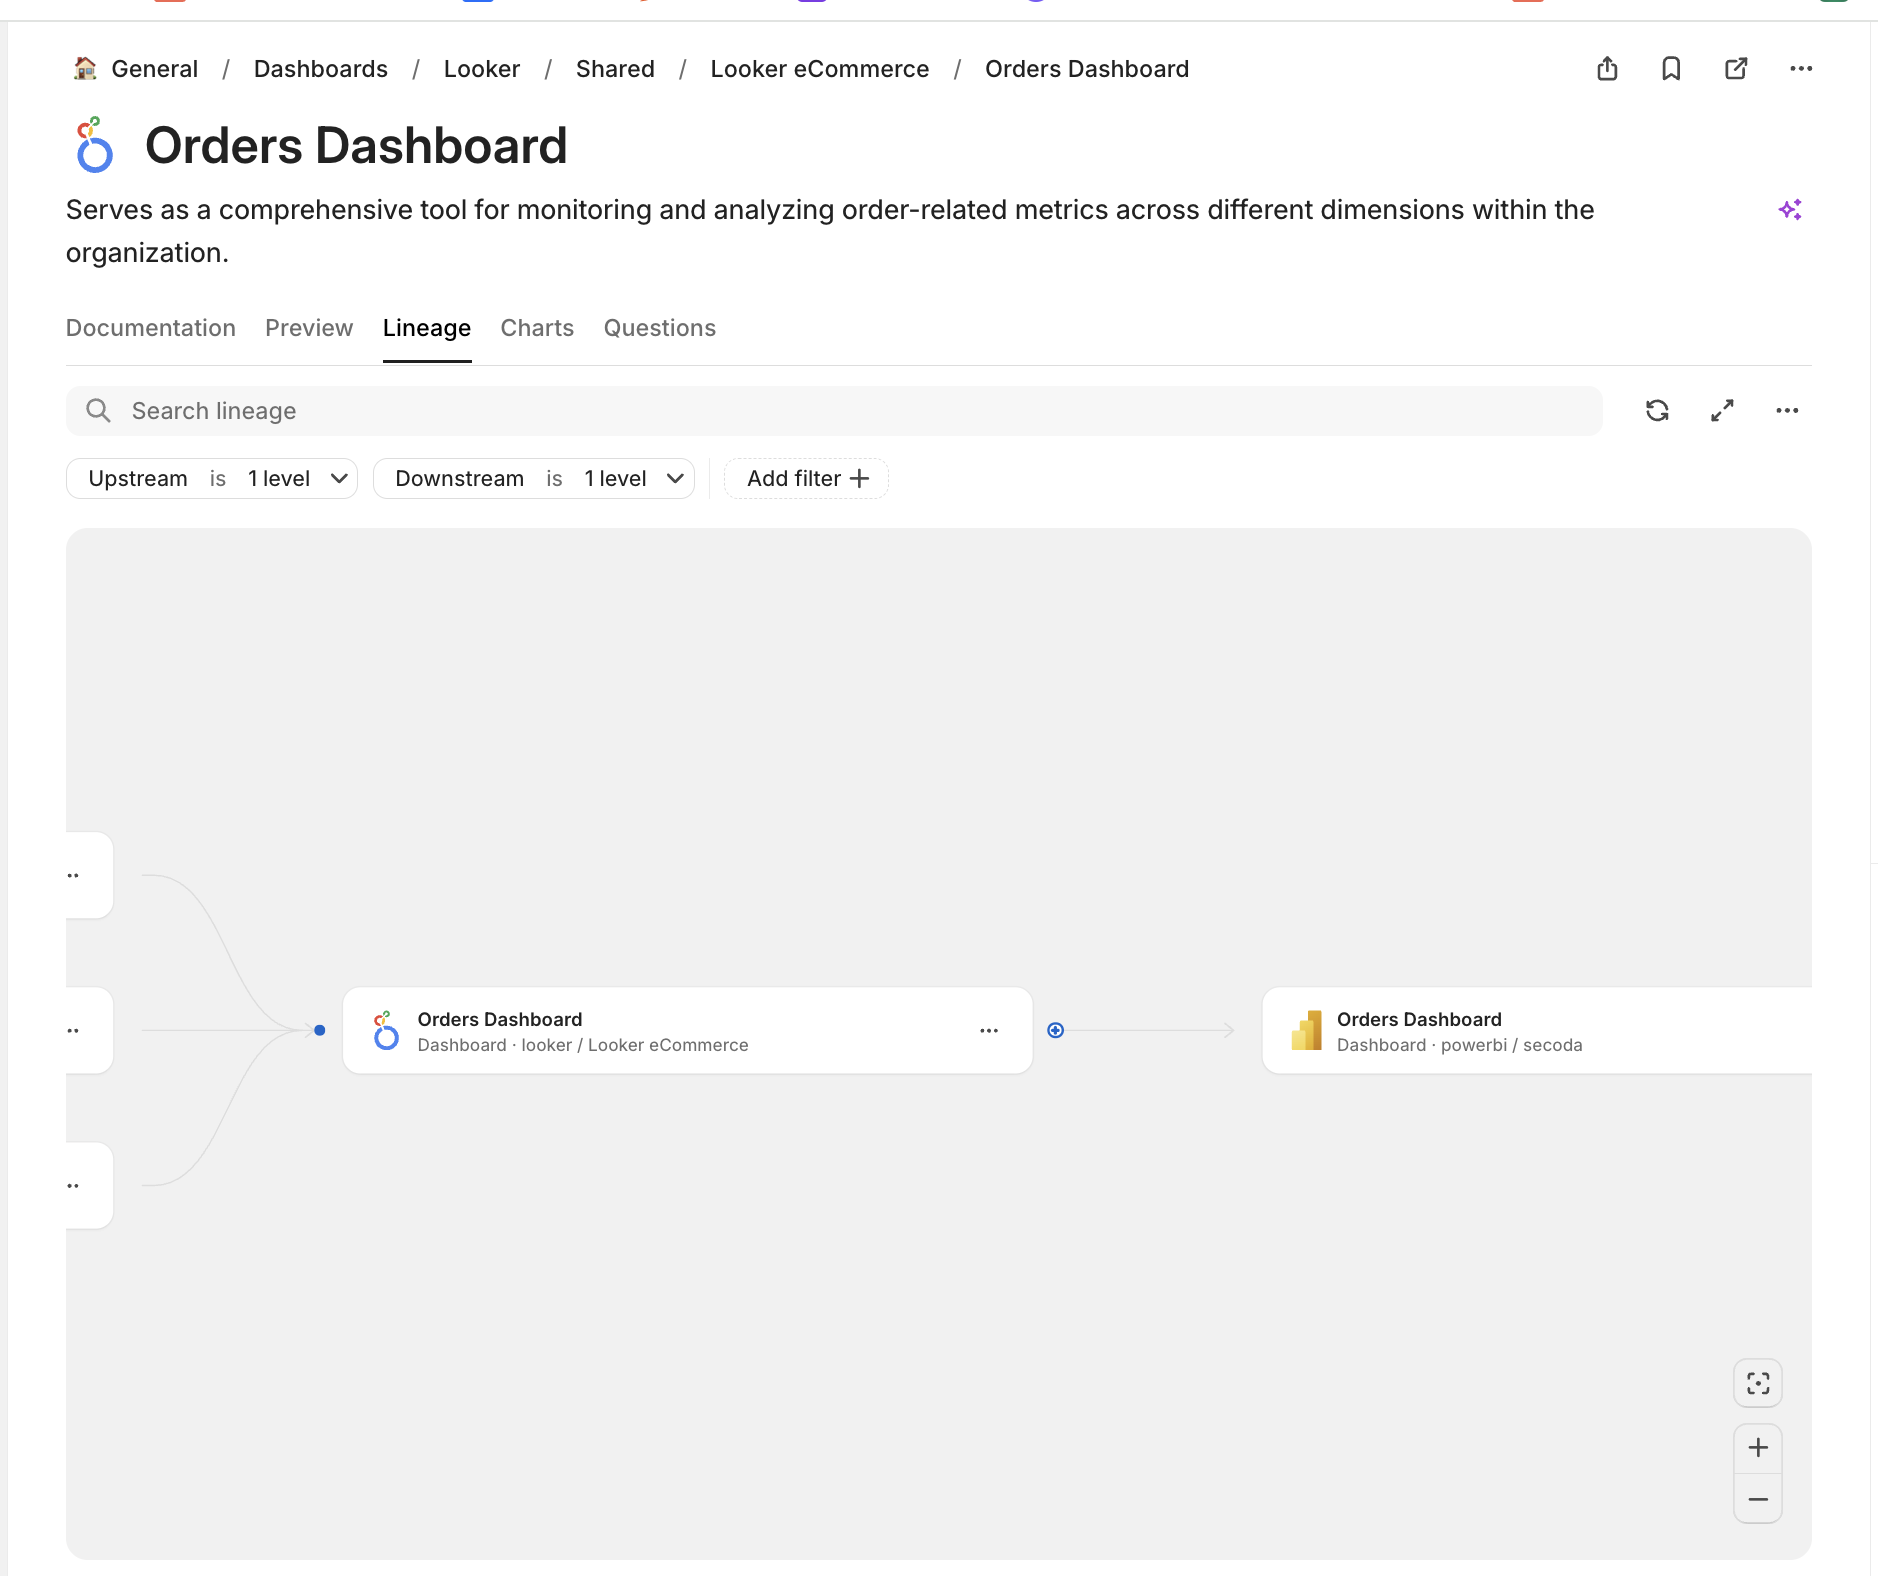 General / Dashboards / Looker / Shared / Looker eCommerce / Orders Dashboard
Orders Dashboard
Serves as a comprehensive tool for monitoring and analyzing order-related metrics across different dimensions within the
organization.
Documentation Preview Lineage Charts Questions
Search lineage
Upstream is 1 level Downstream is 1 level Add filter
Orders Dashboard
Dashboard · looker / Looker eCommerce
Orders Dashboard
Dashboard · powerbi / secoda